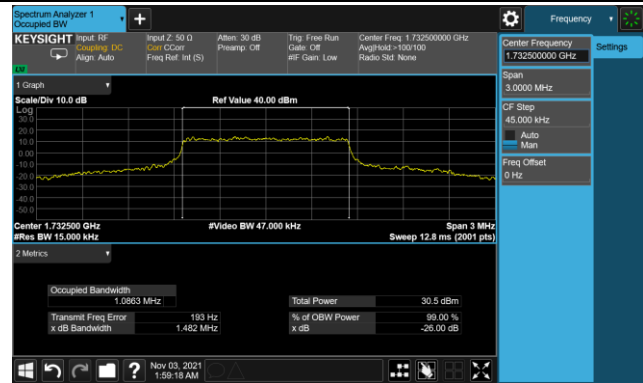 Spectrum Analyzer 1
Occupied BW
Frequency
KEYSIGHT
Input: RF
Coupling: DC
Align: Auto
Input Z: 50 Ω
Corr CCorr
Freq Ref: Int (S)
Atten: 30 dB
Preamp: Off
Trig: Free Run
Gate: Off
#IF Gain: Low
Center Freq: 1.732500000 GHz
Avg|Hold:>100/100
Radio Std: None
Center Frequency
1.732500000 GHz
Settings
Span
3.0000 MHz
CF Step
45.000 kHz
Auto
Man
Freq Offset
0 Hz
1 Graph
Scale/Div 10.0 dB
Ref Value 40.00 dBm
Log
30.0
20.0
10.0
0.00
-10.0
-20.0
-30.0
-40.0
-50.0
Center 1.732500 GHz
#Video BW 47.000 kHz
Span 3 MHz
#Res BW 15.000 kHz
Sweep 12.8 ms (2001 pts)
2 Metrics
Occupied Bandwidth
1.0863 MHz
Total Power 30.5 dBm
Transmit Freq Error 193 Hz
% of OBW Power 99.00 %
x dB Bandwidth 1.482 MHz
x dB -26.00 dB
Nov 03, 2021
1:59:18 AM